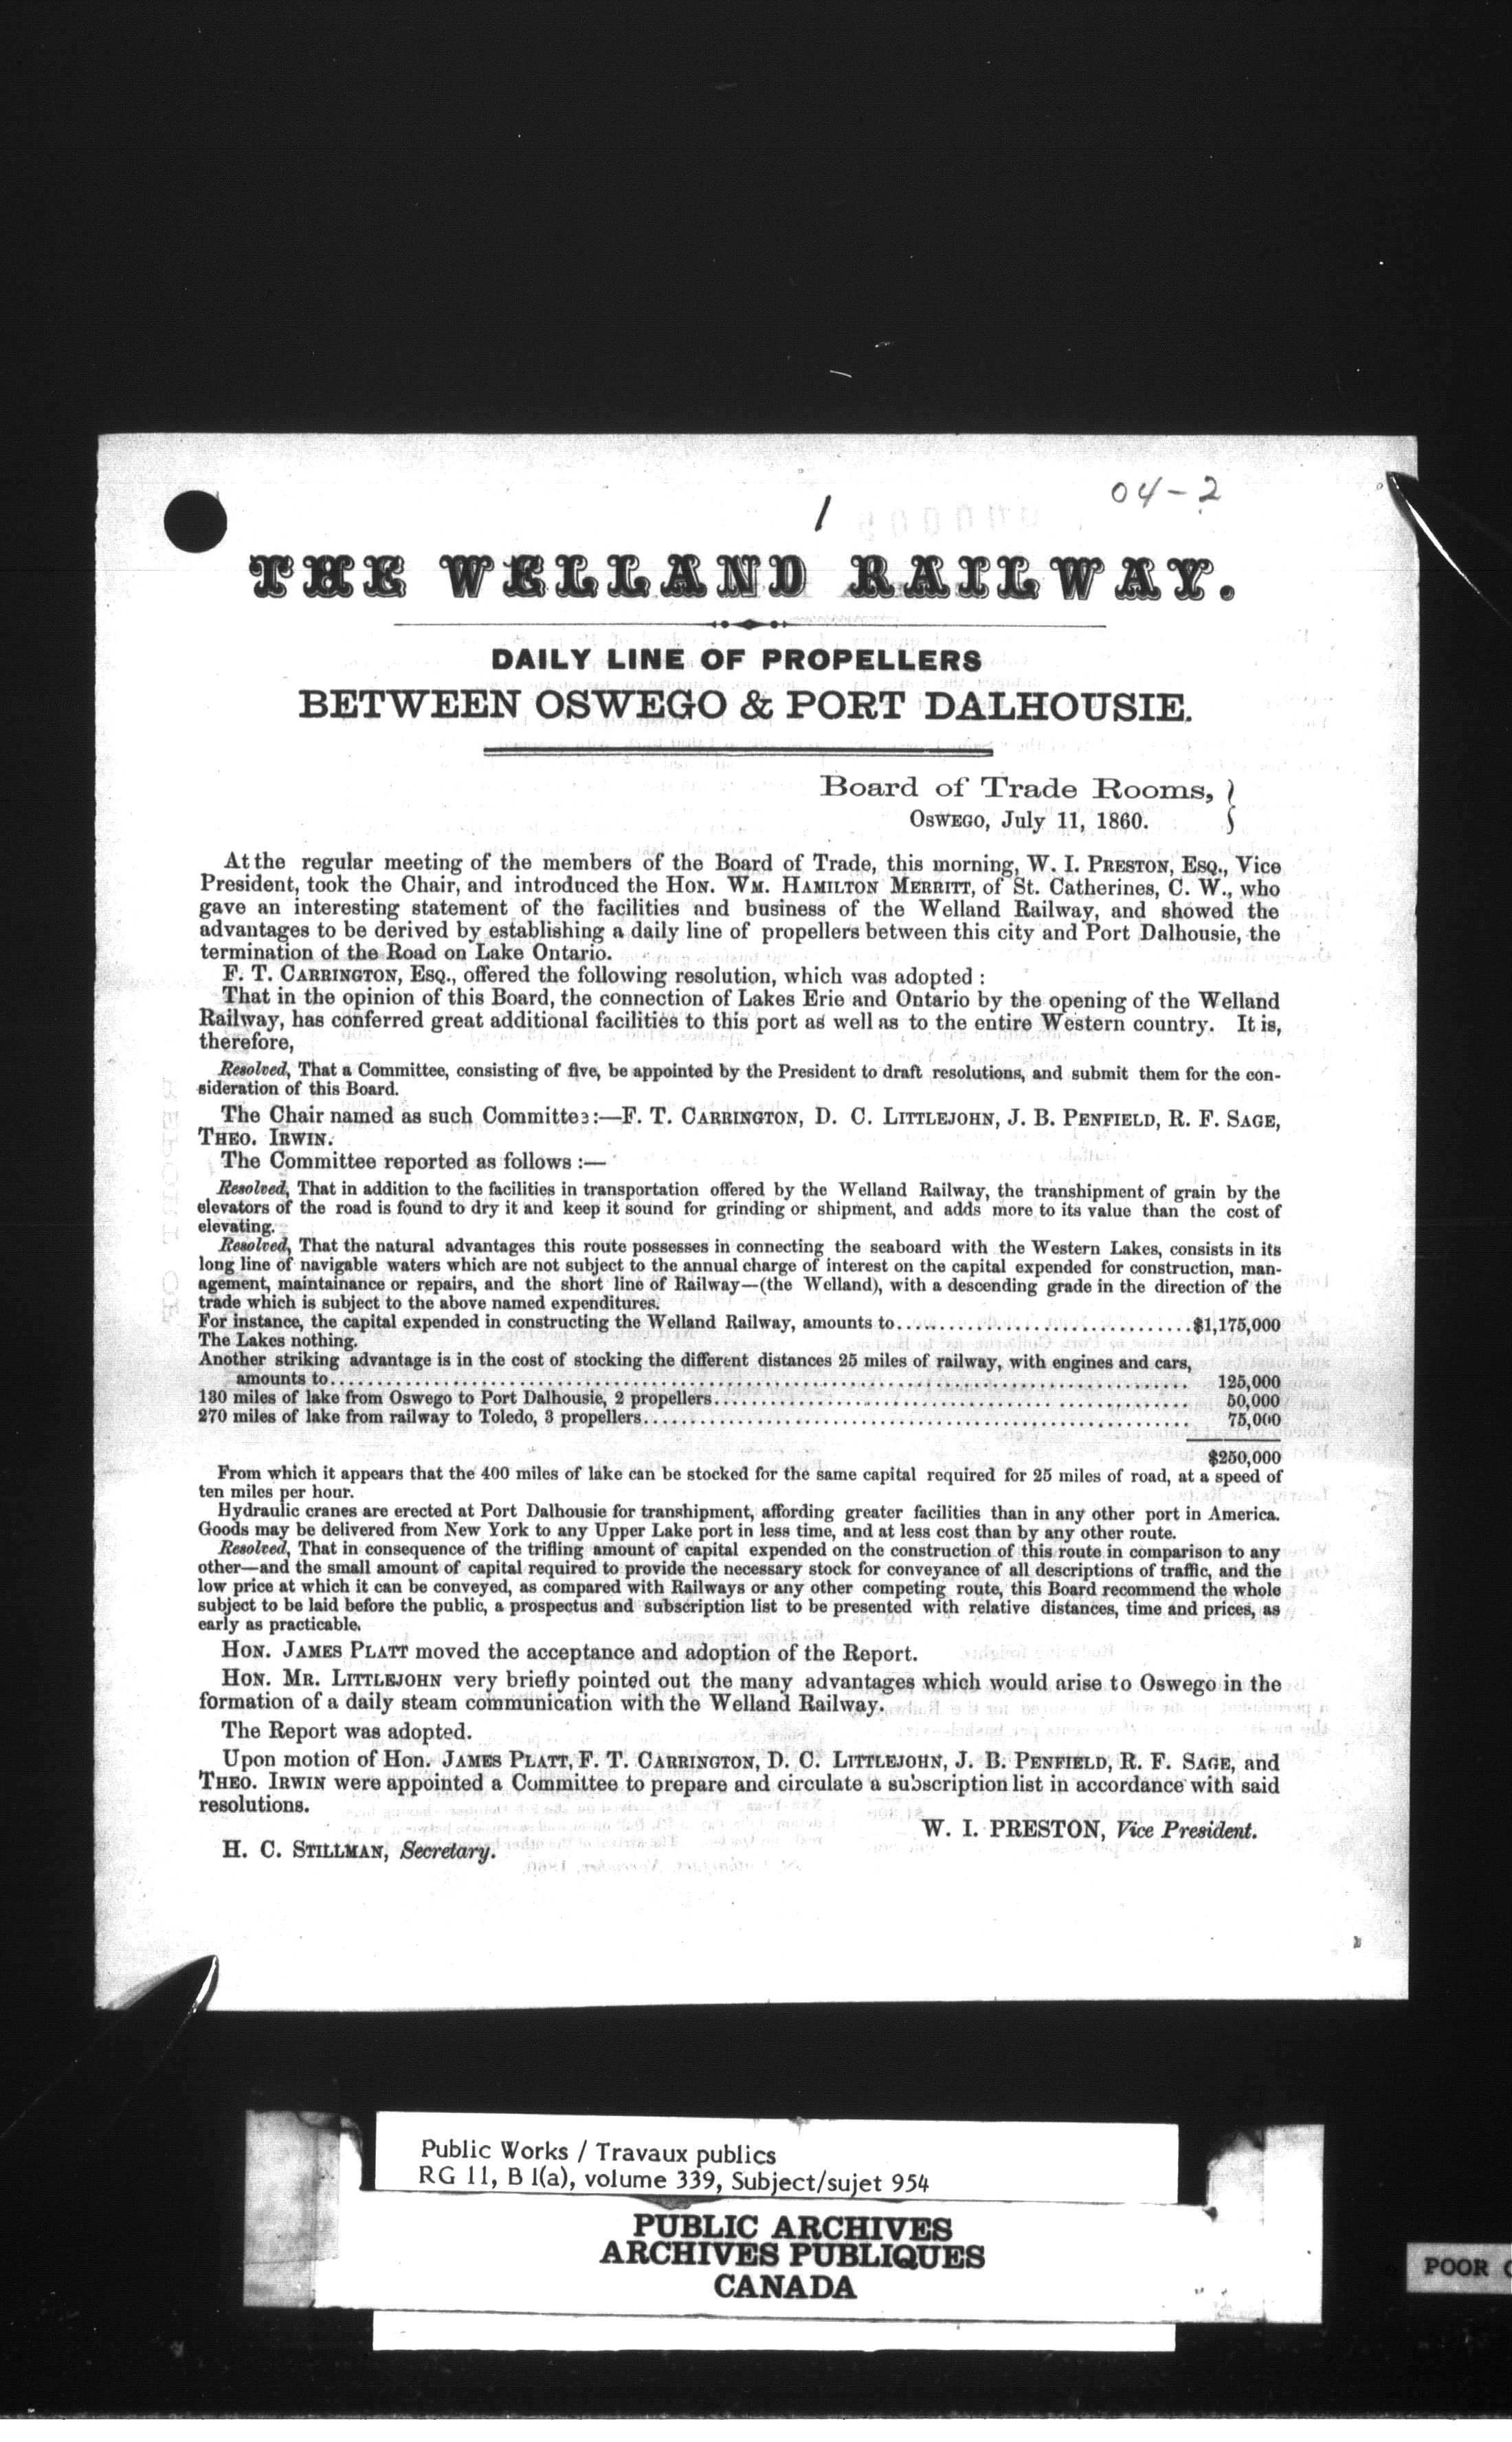 04-2
1
THE WELLAND RAILWAY.
DAILY LINE OF PROPELLERS
BETWEEN OSWEGO & PORT DALHOUSIE.
Board of Trade Rooms, }
OSWEGO, July 11, 1860.
At the regular meeting of the members of the Board of Trade, this morning, W. I. PRESTON, ESQ., Vice
President, took the Chair, and introduced the HON. WM. HAMILTON MERRITT, of St. Catherines, C. W., who
gave an interesting statement of the facilities and business of the Welland Railway, and showed the
advantages to be derived by establishing a daily line of propellers between this city and Port Dalhousie, the
termination of the Road on Lake Ontario.
F. T. CARRINGTON, ESQ., offered the following resolution, which was adopted :
That in the opinion of this Board, the connection of Lakes Erie and Ontario by the opening of the Welland
Railway, has conferred great additional facilities to this port as well as to the entire Western country. It is,
therefore,
Resolved, That a Committee, consisting of five, be appointed by the President to draft resolutions, and submit them for the con-
sideration of this Board.
The Chair named as such Committee:—F. T. CARRINGTON, D. C. LITTLEJOHN, J. B. PENFIELD, R. F. SAGE,
THEO. IRWIN.
The Committee reported as follows :—
Resolved, That in addition to the facilities in transportation offered by the Welland Railway, the transhipment of grain by the
elevators of the road is found to dry it and keep it sound for grinding or shipment, and adds more to its value than the cost of
elevating.
Resolved, That the natural advantages this route possesses in connecting the seaboard with the Western Lakes, consists in its
long line of navigable waters which are not subject to the annual charge of interest on the capital expended for construction, man-
agement, maintainance or repairs, and the short line of Railway—(the Welland), with a descending grade in the direction of the
trade which is subject to the above named expenditures.
For instance, the capital expended in constructing the Welland Railway, amounts to..............................$1,175,000
The Lakes nothing.
Another striking advantage is in the cost of stocking the different distances 25 miles of railway, with engines and cars,
amounts to.............................................................................. 125,000
130 miles of lake from Oswego to Port Dalhousie, 2 propellers.............................................. 50,000
270 miles of lake from railway to Toledo, 3 propellers...................................................... 75,000
$250,000
From which it appears that the 400 miles of lake can be stocked for the same capital required for 25 miles of road, at a speed of
ten miles per hour.
Hydraulic cranes are erected at Port Dalhousie for transhipment, affording greater facilities than in any other port in America.
Goods may be delivered from New York to any Upper Lake port in less time, and at less cost than by any other route.
Resolved, That in consequence of the trifling amount of capital expended on the construction of this route in comparison to any
other—and the small amount of capital required to provide the necessary stock for conveyance of all descriptions of traffic, and the
low price at which it can be conveyed, as compared with Railways or any other competing route, this Board recommend the whole
subject to be laid before the public, a prospectus and subscription list to be presented with relative distances, time and prices, as
early as practicable.
HON. JAMES PLATT moved the acceptance and adoption of the Report.
HON. MR. LITTLEJOHN very briefly pointed out the many advantages which would arise to Oswego in the
formation of a daily steam communication with the Welland Railway.
The Report was adopted.
Upon motion of Hon. JAMES PLATT, F. T. CARRINGTON, D. C. LITTLEJOHN, J. B. PENFIELD, R. F. SAGE, and
THEO. IRWIN were appointed a Committee to prepare and circulate a subscription list in accordance with said
resolutions.
W. I. PRESTON, Vice President.
H. C. STILLMAN, Secretary.
Public Works / Travaux publics
RG 11, B 1(a), volume 339, Subject/sujet 954
PUBLIC ARCHIVES
ARCHIVES PUBLIQUES
CANADA
POOR